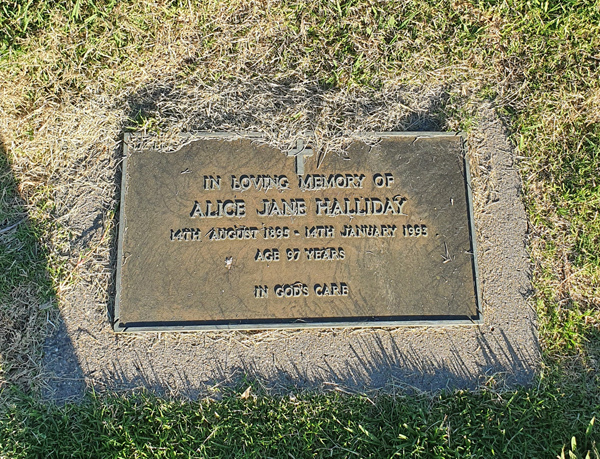 IN LOVING MEMORY OF
ALICE JANE HALLIDAY
14TH AUGUST 1895 - 14TH JANUARY 1993
AGE 97 YEARS
IN GOD'S CARE